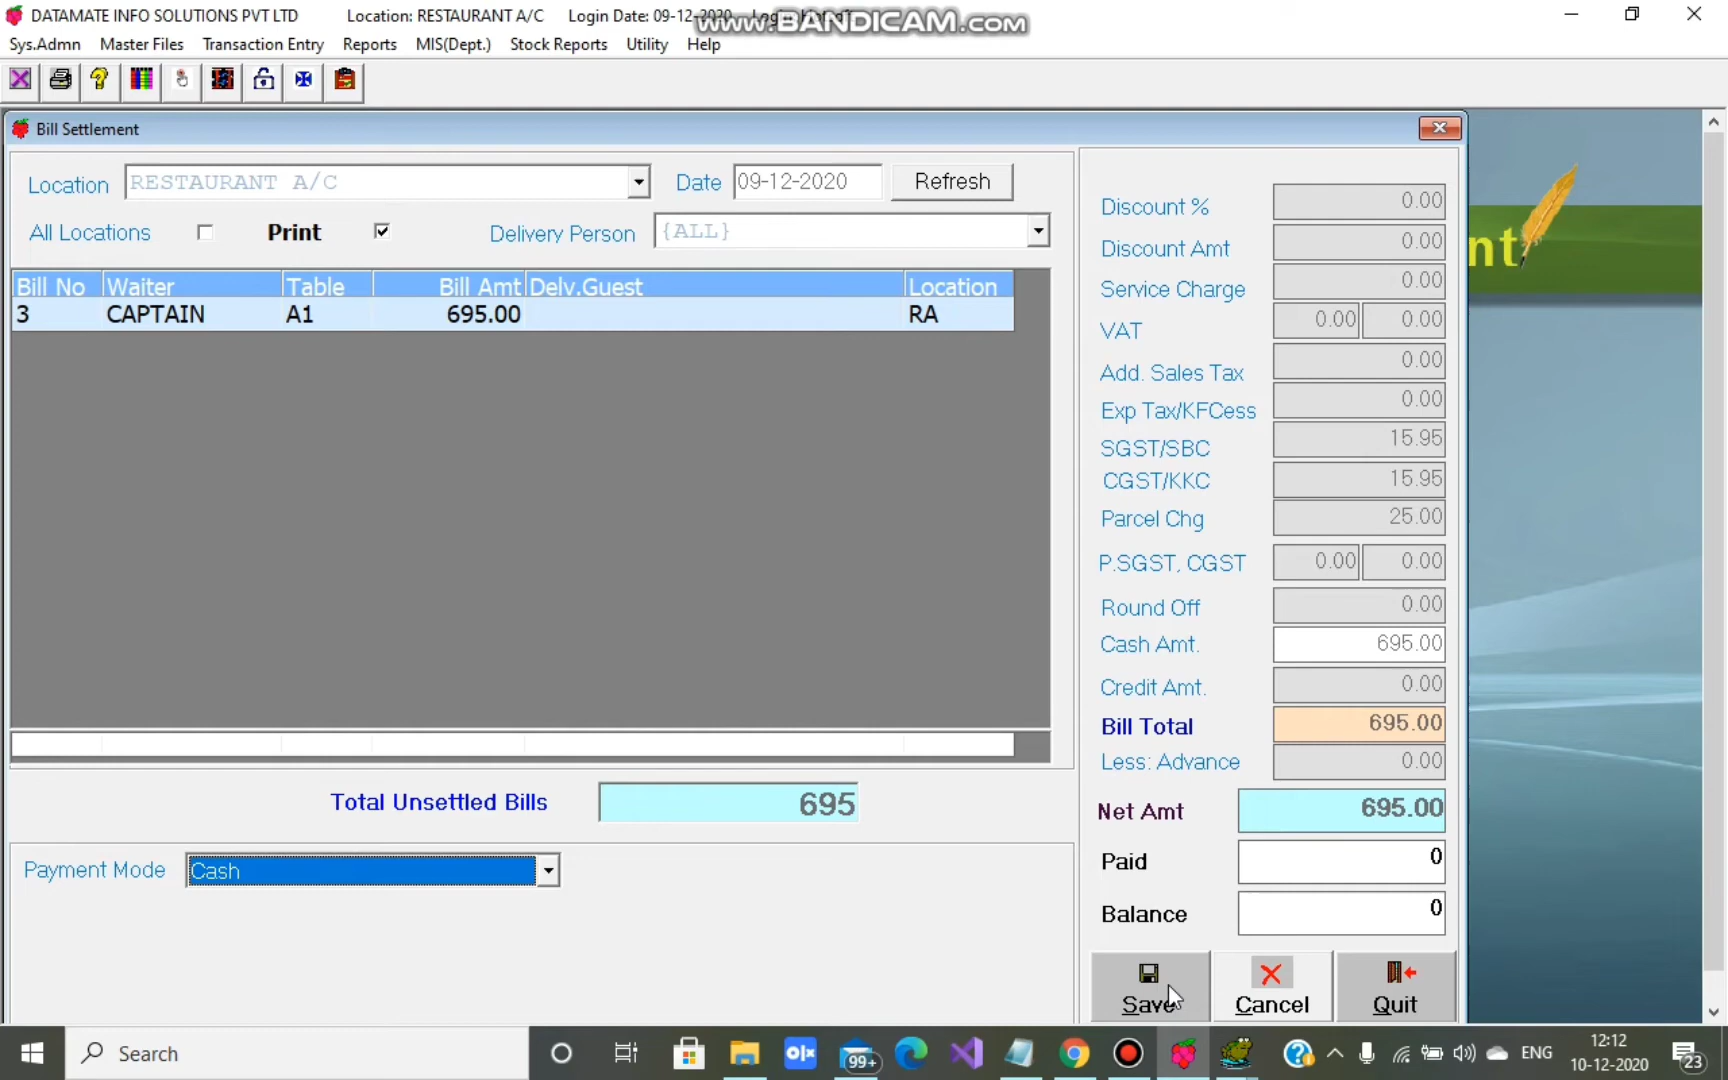 DATAMATE INFO SOLUTIONS PVT LTD Location: RESTAURANT A/C Login Date: 09-12-2020
www.BANDICAM.com
Sys.Admn Master Files Transaction Entry Reports MIS(Dept.) Stock Reports Utility Help
Bill Settlement
Location RESTAURANT A/C Date 09-12-2020 Refresh
All Locations Print Delivery Person {ALL}
Bill No Waiter Table Bill Amt Delv.Guest Location
3 CAPTAIN A1 695.00 RA
Total Unsettled Bills 695
Payment Mode Cash
Discount % 0.00
Discount Amt 0.00
Service Charge 0.00
VAT 0.00 0.00
Add. Sales Tax 0.00
Exp Tax/KFCess 0.00
SGST/SBC 15.95
CGST/KKC 15.95
Parcel Chg 25.00
P.SGST, CGST 0.00 0.00
Round Off 0.00
Cash Amt. 695.00
Credit Amt. 0.00
Bill Total 695.00
Less: Advance 0.00
Net Amt 695.00
Paid 0
Balance 0
Save Cancel Quit
nt
Search
olx
99+
ENG
12:12
10-12-2020
23